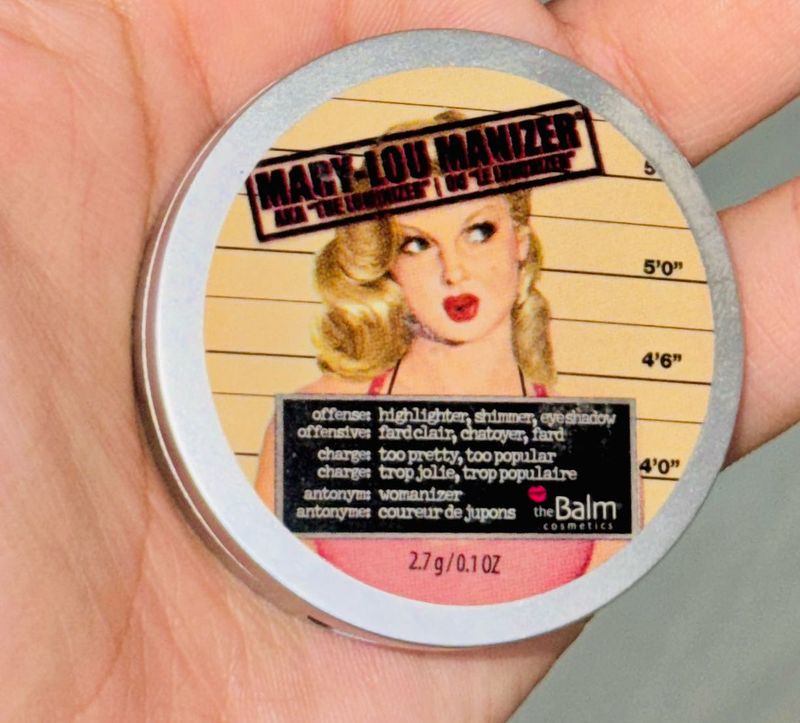 MARY-LOU MANIZER®
AKA "THE LUMINIZER" | OU "LE LUMINIZER"
5
5'0"
4'6"
4'0"
offense: highlighter, shimmer, eyeshadow
offensive: fard clair, chatoyer, fard
charge: too pretty, too popular
charge: trop jolie, trop populaire
antonym: womanizer
antonyme: coureur de jupons
theBalm®
cosmetics
2.7 g/0.1 OZ